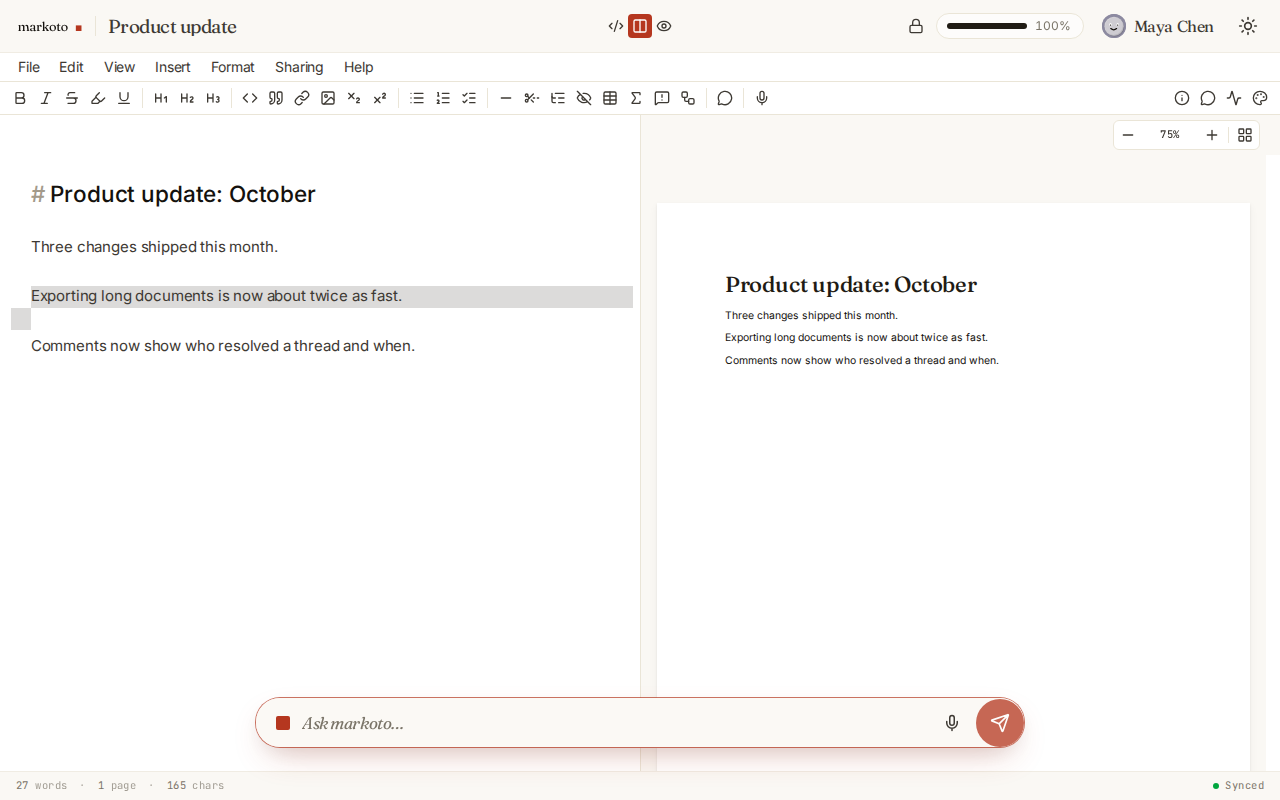 markoto
Product update
100%
Maya Chen
File Edit View Insert Format Sharing Help
H1 H2 H3
75%
# Product update: October
Three changes shipped this month.
Exporting long documents is now about twice as fast.
Comments now show who resolved a thread and when.
Product update: October
Three changes shipped this month.
Exporting long documents is now about twice as fast.
Comments now show who resolved a thread and when.
Ask markoto...
27 words · 1 page · 165 chars
Synced